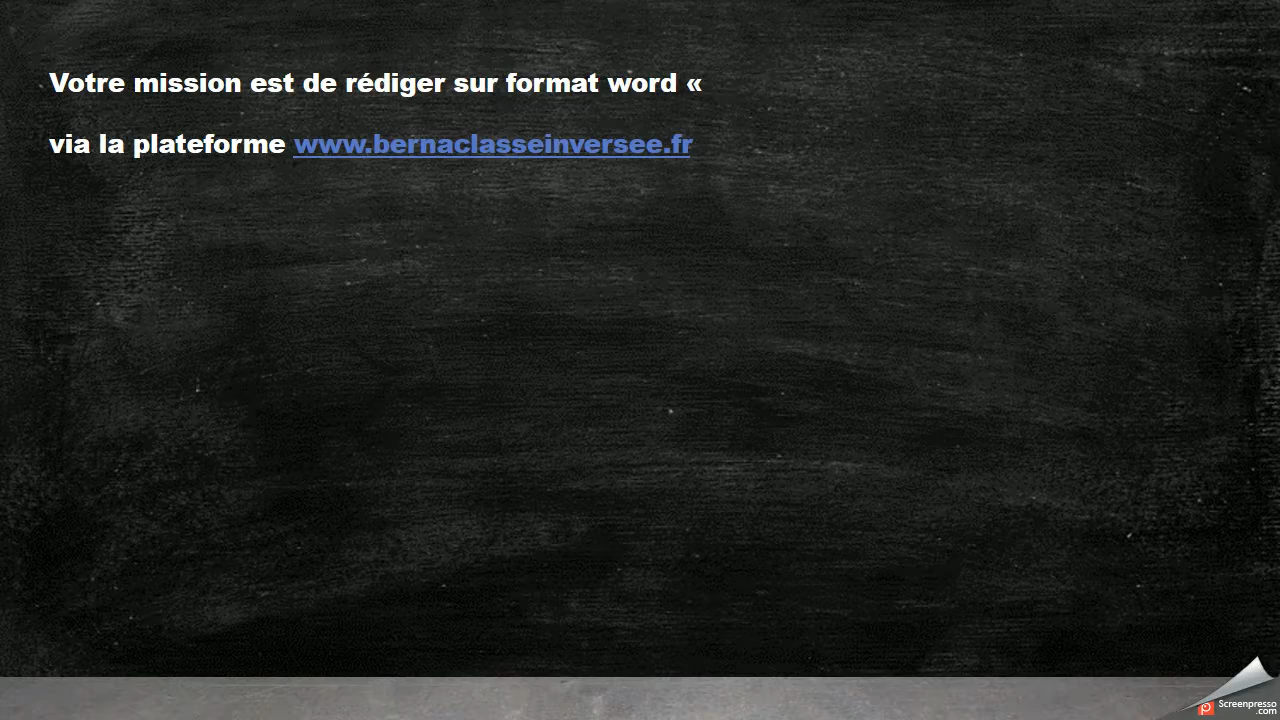 Votre mission est de rédiger sur format word «
via la plateforme www.bernaclasseinversee.fr
Screenpresso
.com